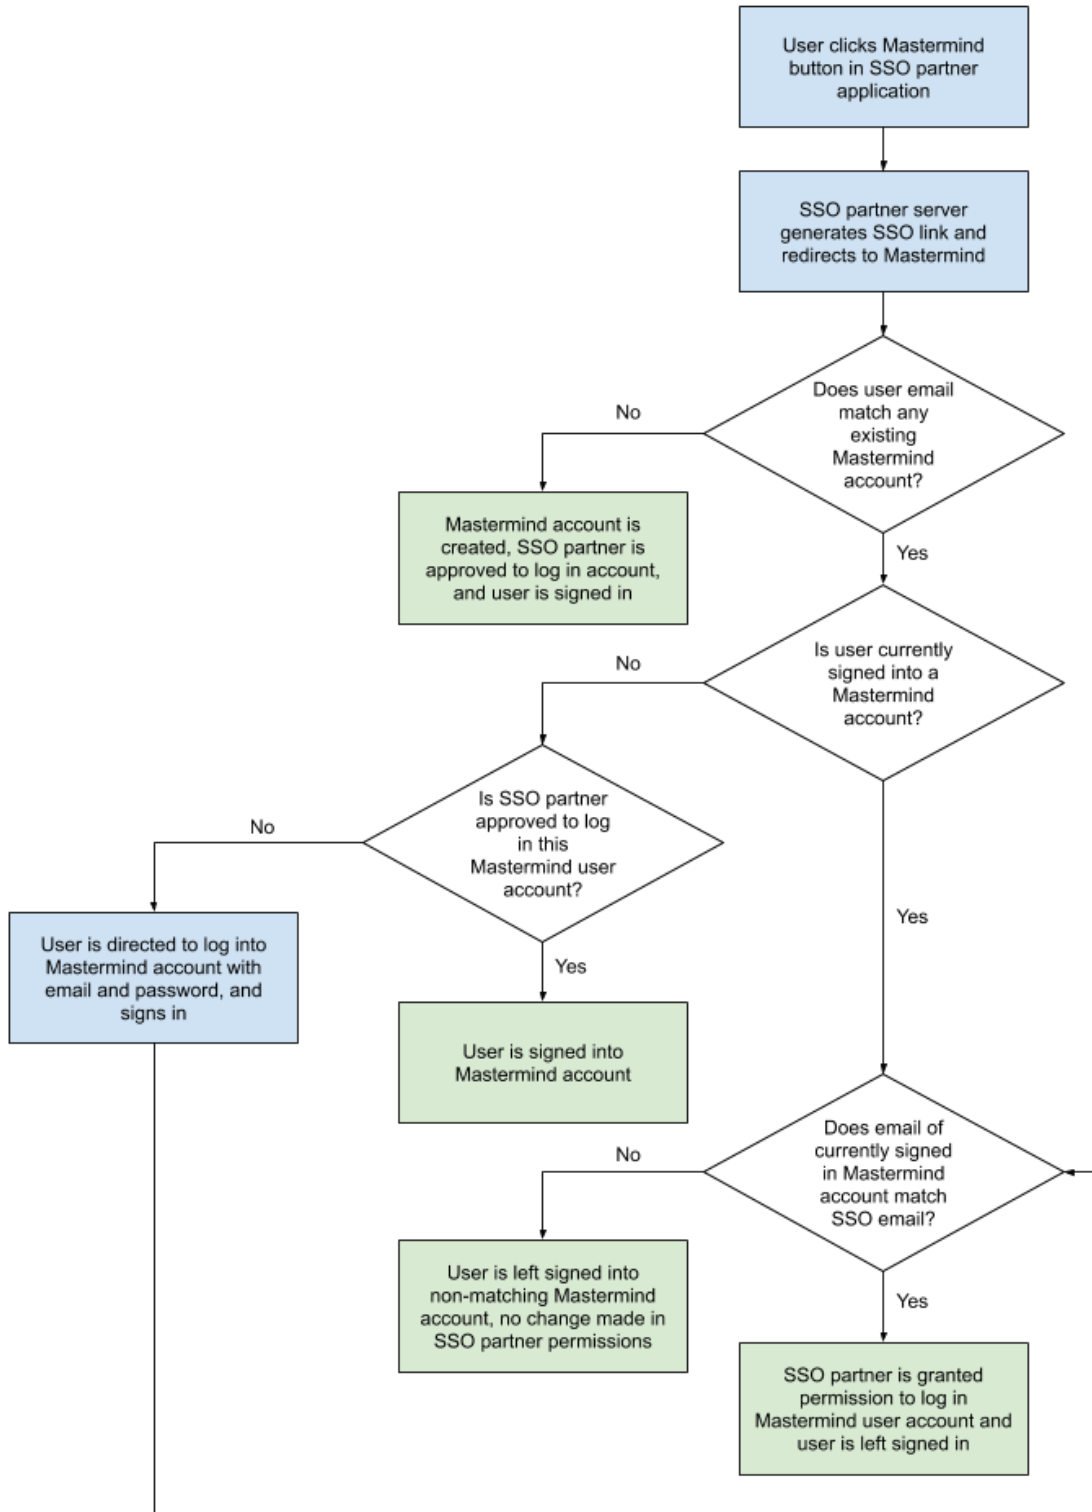 User clicks Mastermind
button in SSO partner
application
SSO partner server
generates SSO link and
redirects to Mastermind
Does user email
match any
existing
Mastermind
account?
No
Yes
Mastermind account is
created, SSO partner is
approved to log in account,
and user is signed in
Is user currently
signed into a
Mastermind
account?
No
Yes
Is SSO partner
approved to log
in this
Mastermind user
account?
No
Yes
User is directed to log into
Mastermind account with
email and password, and
signs in
User is signed into
Mastermind account
Does email of
currently signed
in Mastermind
account match
SSO email?
No
Yes
User is left signed into
non-matching Mastermind
account, no change made in
SSO partner permissions
SSO partner is granted
permission to log in
Mastermind user account and
user is left signed in